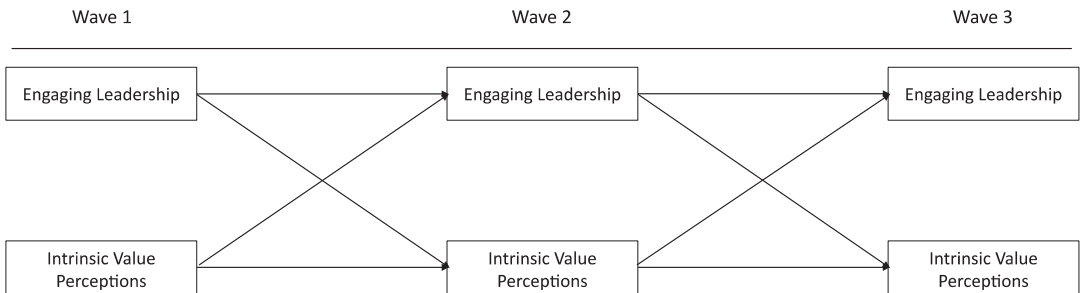 Wave 1 Wave 2 Wave 3
Engaging Leadership Engaging Leadership Engaging Leadership
Intrinsic Value Intrinsic Value Intrinsic Value
Perceptions Perceptions Perceptions